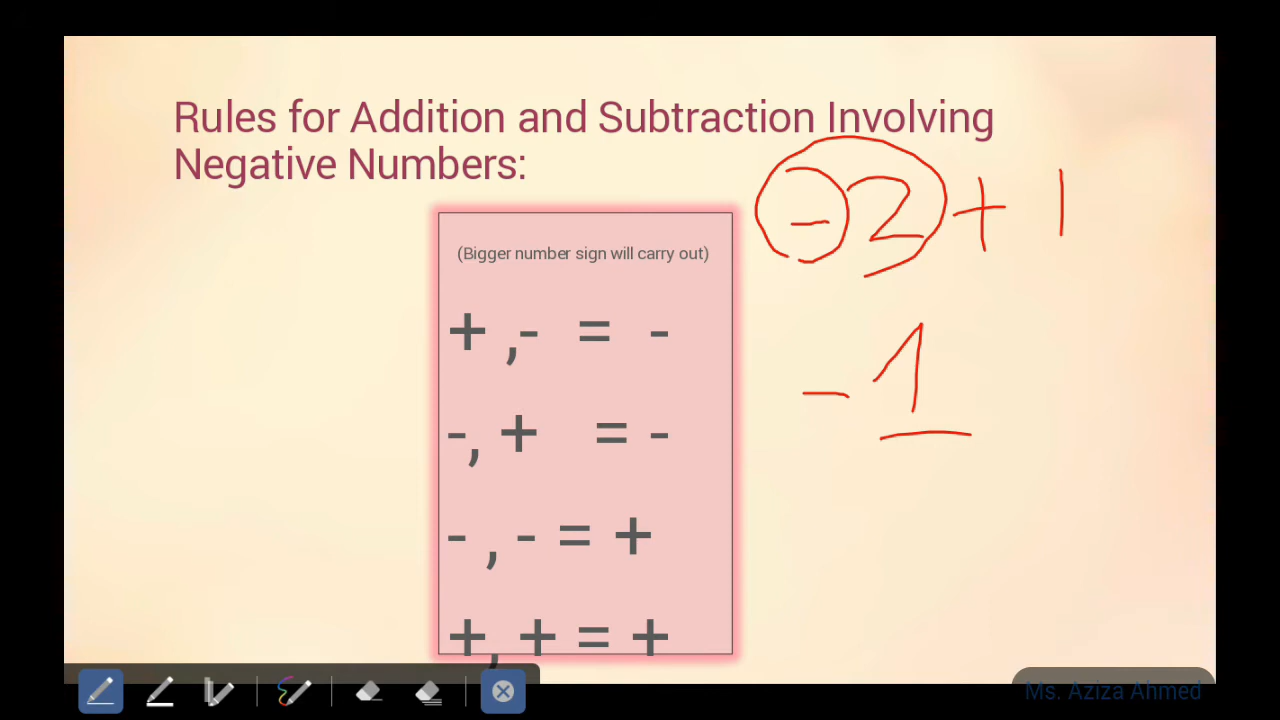 Rules for Addition and Subtraction Involving
Negative Numbers:
(Bigger number sign will carry out)
+ ,- = -
-, + = -
- , - = +
+, + = +
-2 + 1
-1
Ms. Aziza Ahmed